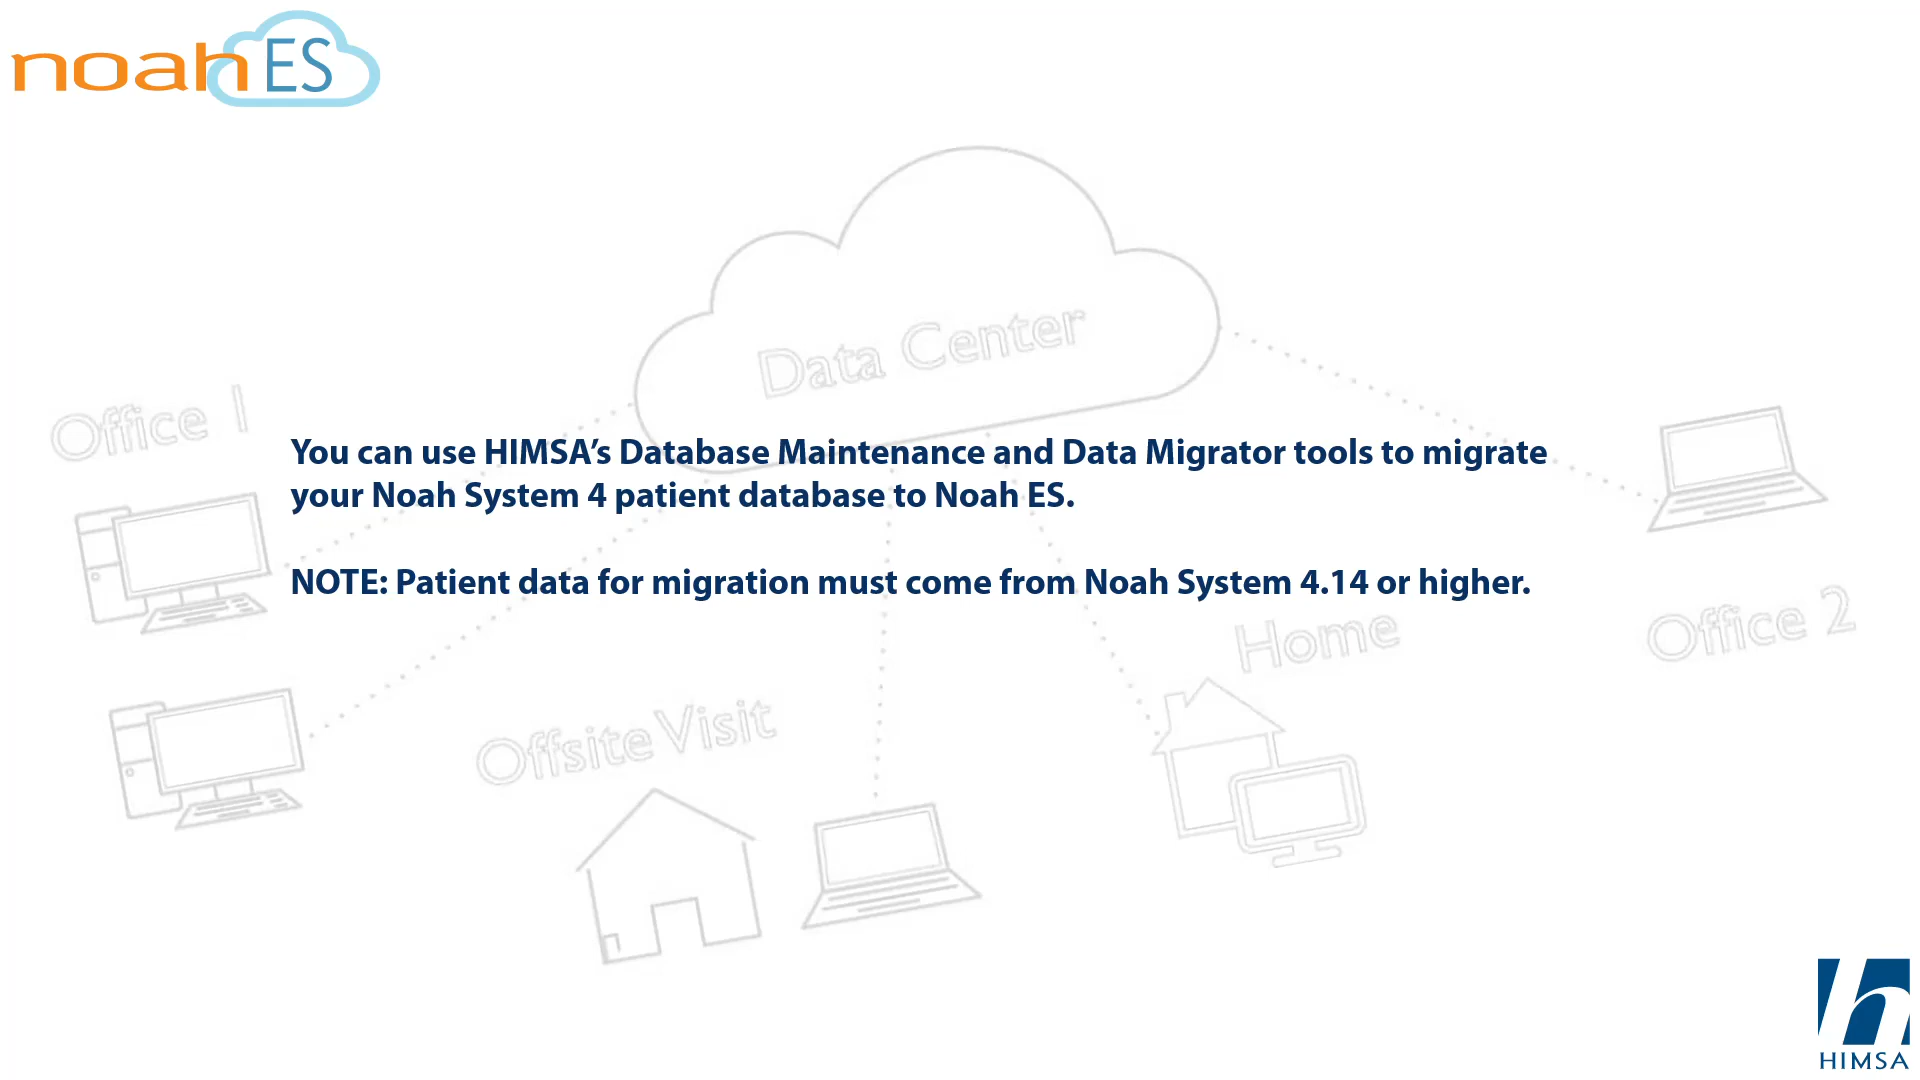 noah ES
Data Center
Office 1
You can use HIMSA’s Database Maintenance and Data Migrator tools to migrate
your Noah System 4 patient database to Noah ES.
NOTE: Patient data for migration must come from Noah System 4.14 or higher.
Home
Office 2
Offsite Visit
h
HIMSA